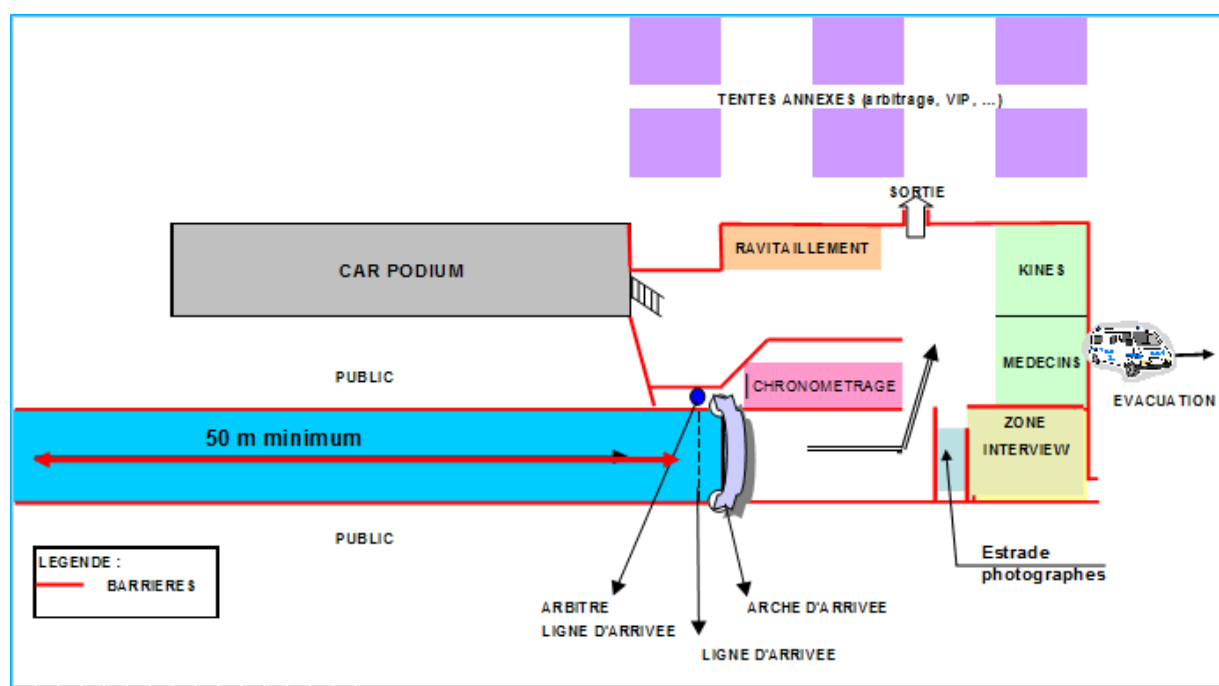 TENTES ANNEXES (arbitrage, VIP, ...)
SORTIE
RAVITAILLEMENT
CAR PODIUM
KINES
MEDECINS
PUBLIC
CHRONOMETRAGE
EVACUATION
50 m minimum
ZONE
INTERVIEW
PUBLIC
LEGENDE :
BARRIERES
Estrade
photographes
ARBITRE
LIGNE D'ARRIVEE
ARCHE D'ARRIVEE
LIGNE D'ARRIVEE